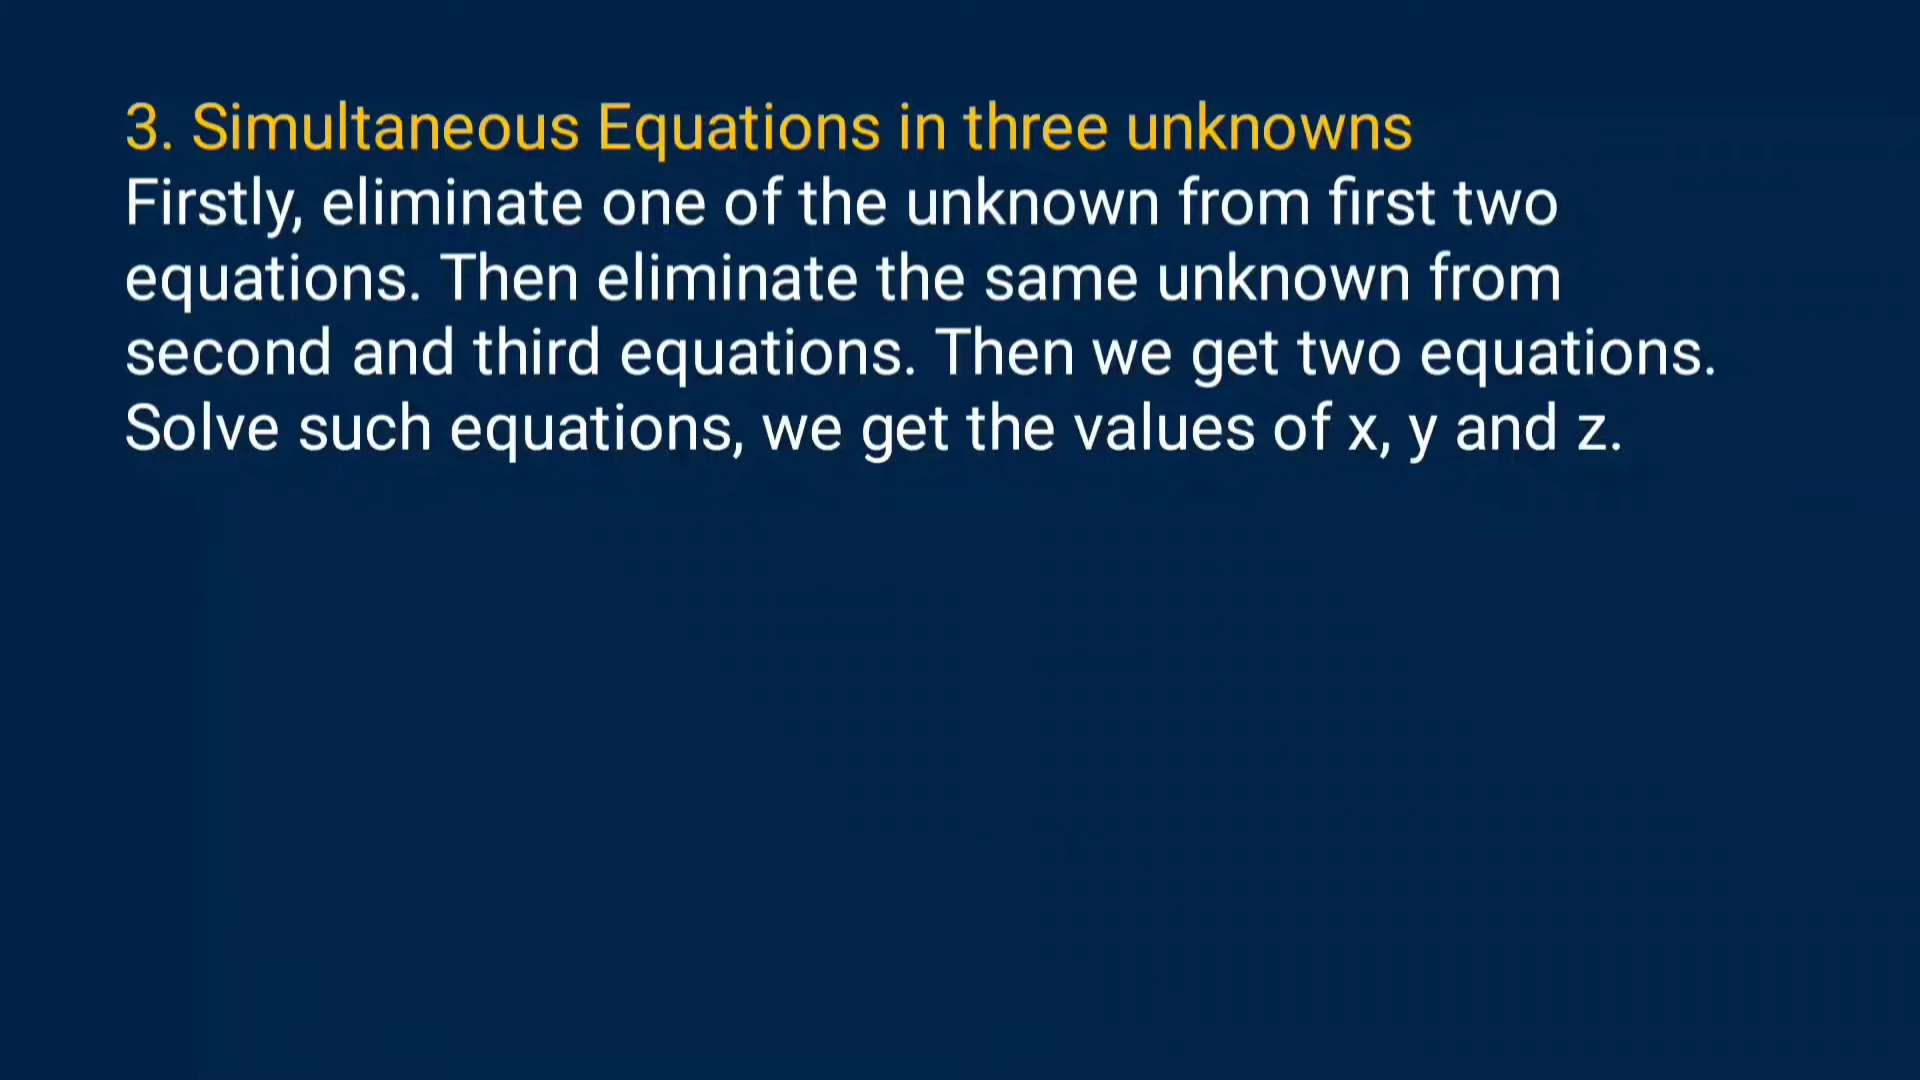 3. Simultaneous Equations in three unknowns
Firstly, eliminate one of the unknown from first two
equations. Then eliminate the same unknown from
second and third equations. Then we get two equations.
Solve such equations, we get the values of x, y and z.